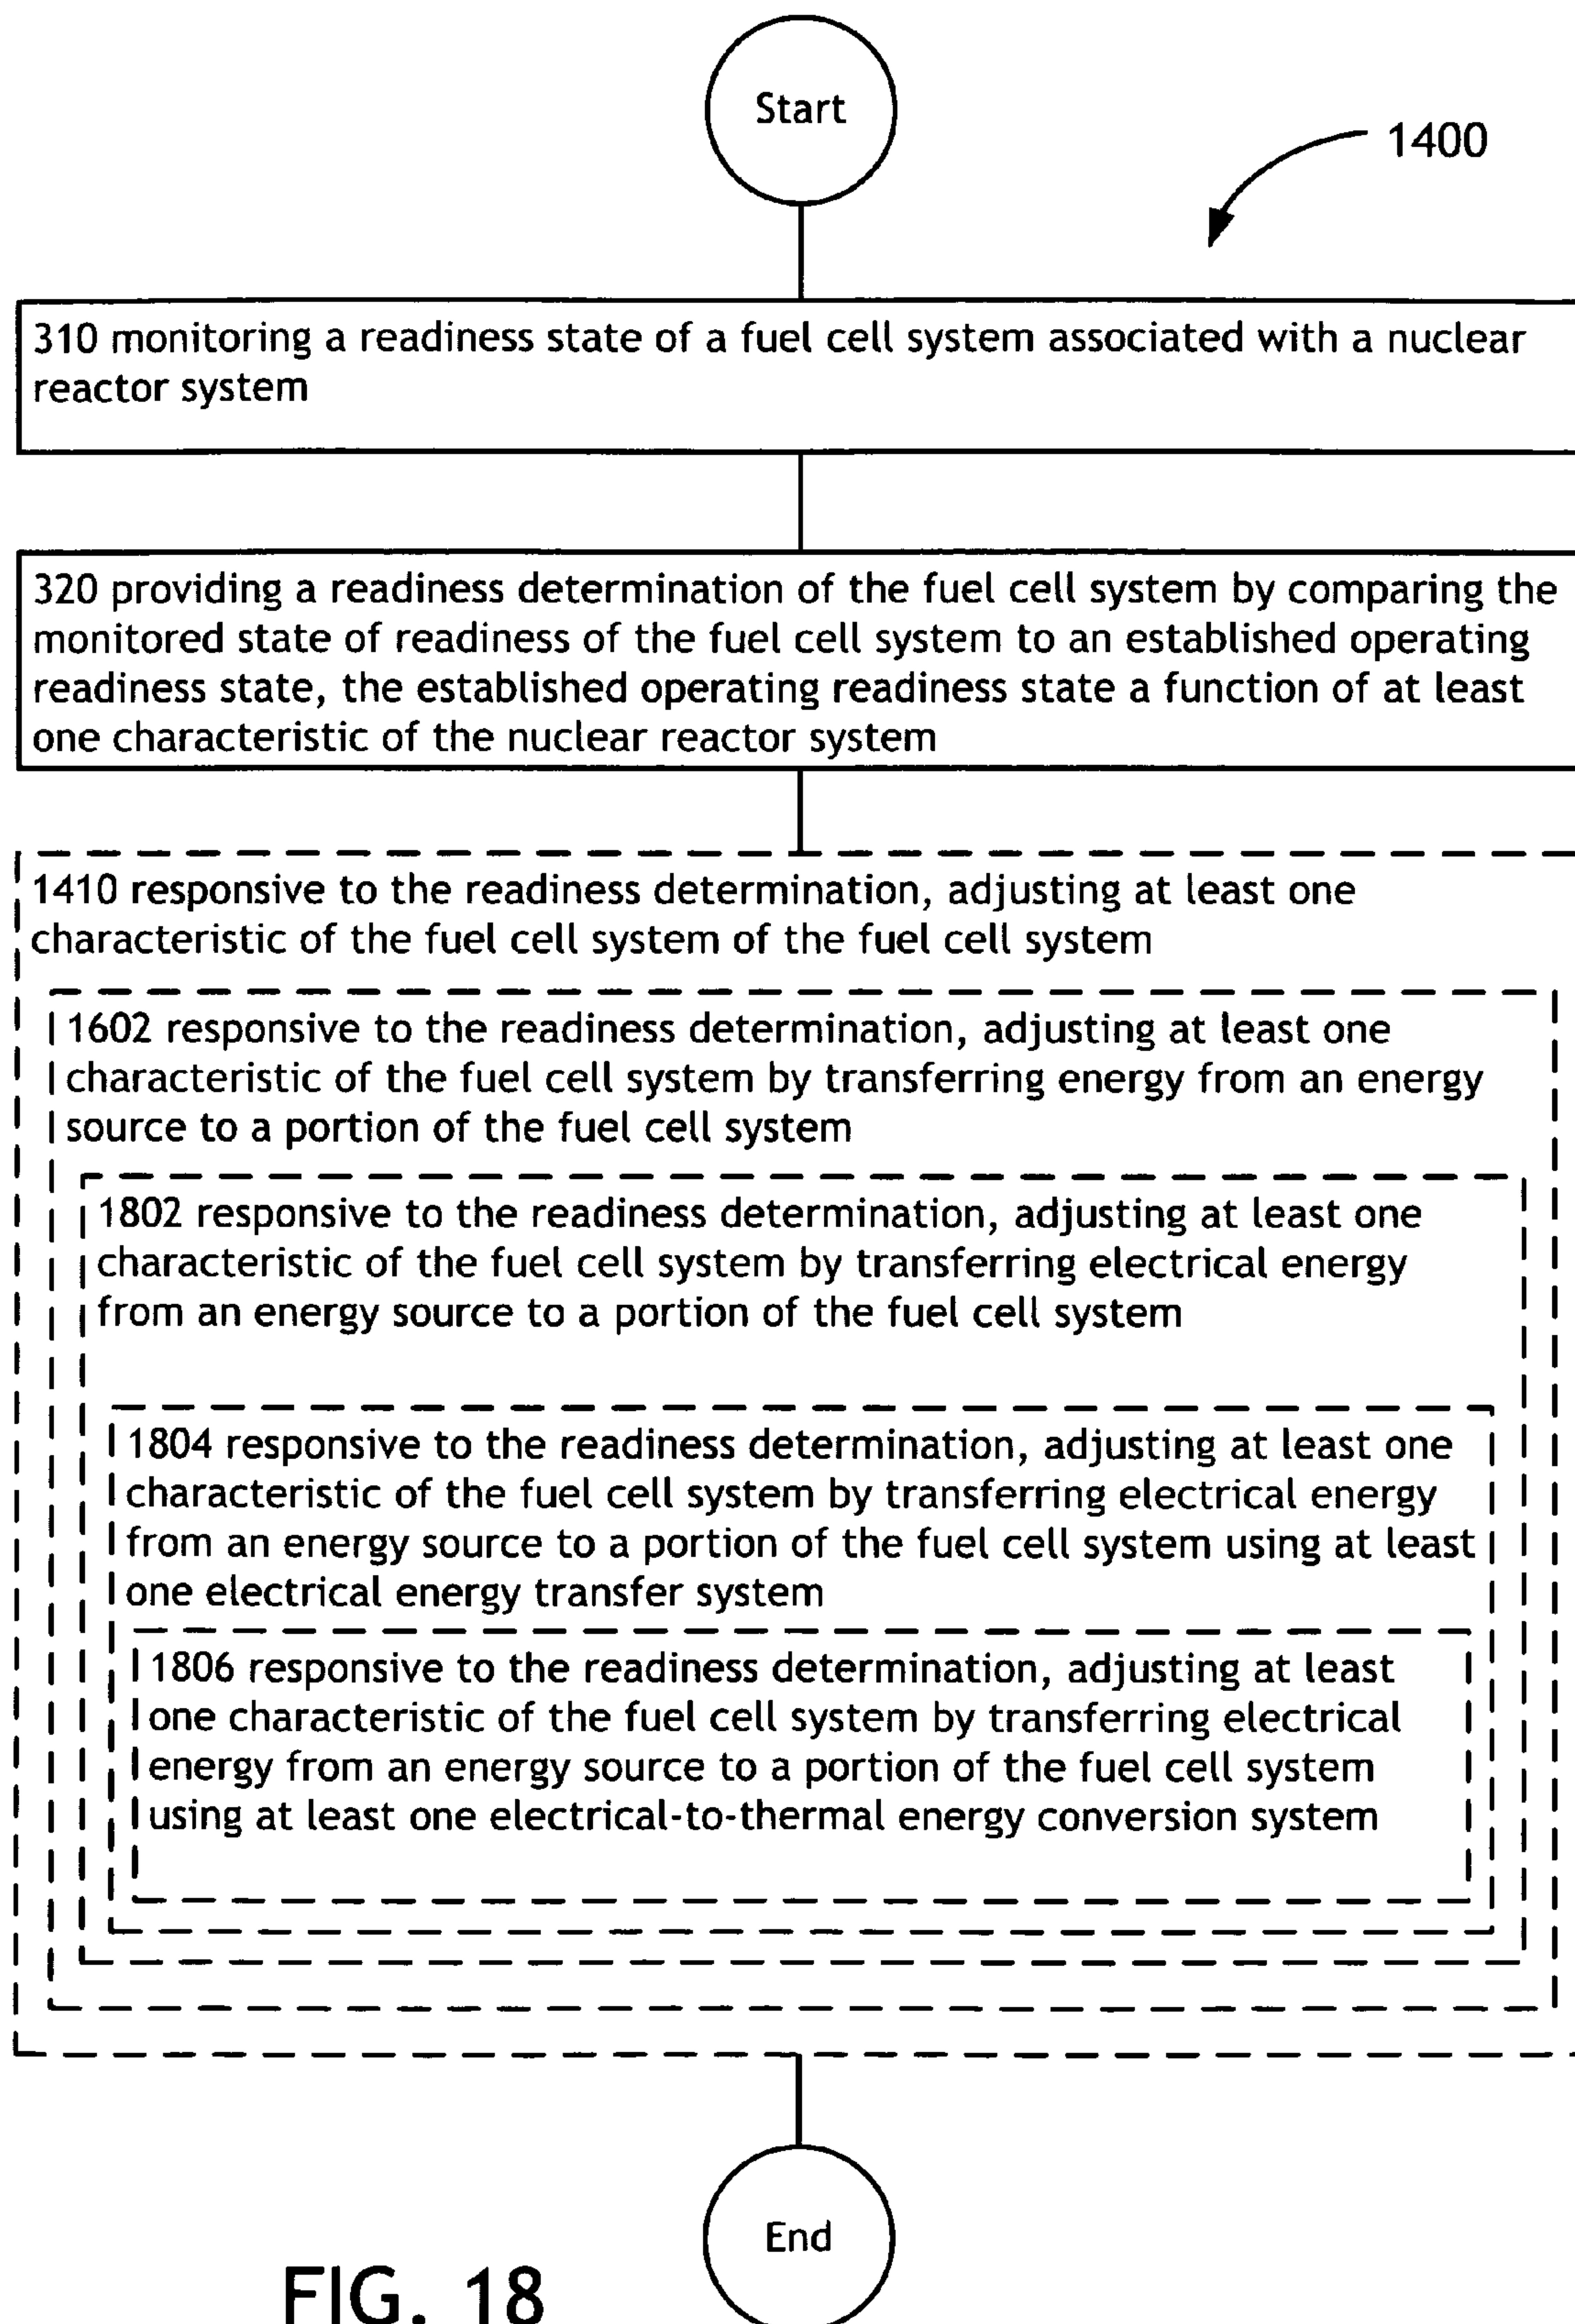 Start
1400
310 monitoring a readiness state of a fuel cell system associated with a nuclear
reactor system
320 providing a readiness determination of the fuel cell system by comparing the
monitored state of readiness of the fuel cell system to an established operating
readiness state, the established operating readiness state a function of at least
one characteristic of the nuclear reactor system
1410 responsive to the readiness determination, adjusting at least one
characteristic of the fuel cell system of the fuel cell system
1602 responsive to the readiness determination, adjusting at least one
characteristic of the fuel cell system by transferring energy from an energy
source to a portion of the fuel cell system
1802 responsive to the readiness determination, adjusting at least one
characteristic of the fuel cell system by transferring electrical energy
from an energy source to a portion of the fuel cell system
1804 responsive to the readiness determination, adjusting at least one
characteristic of the fuel cell system by transferring electrical energy
from an energy source to a portion of the fuel cell system using at least
one electrical energy transfer system
1806 responsive to the readiness determination, adjusting at least
one characteristic of the fuel cell system by transferring electrical
energy from an energy source to a portion of the fuel cell system
using at least one electrical-to-thermal energy conversion system
End
FIG. 18